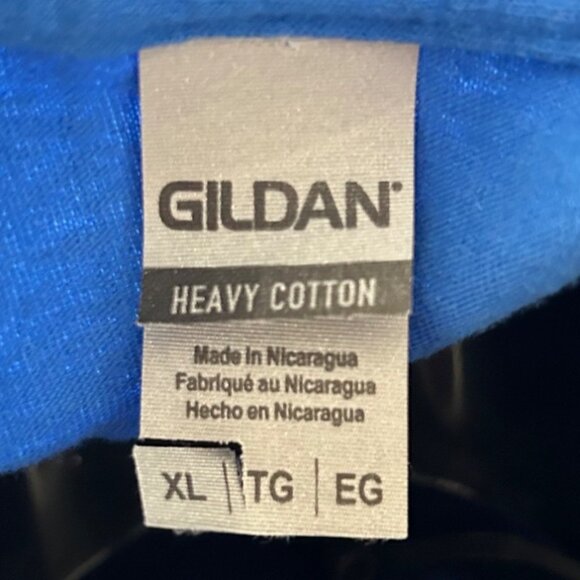 GILDAN
HEAVY COTTON
Made in Nicaragua
Fabriqué au Nicaragua
Hecho en Nicaragua
XL | TG | EG